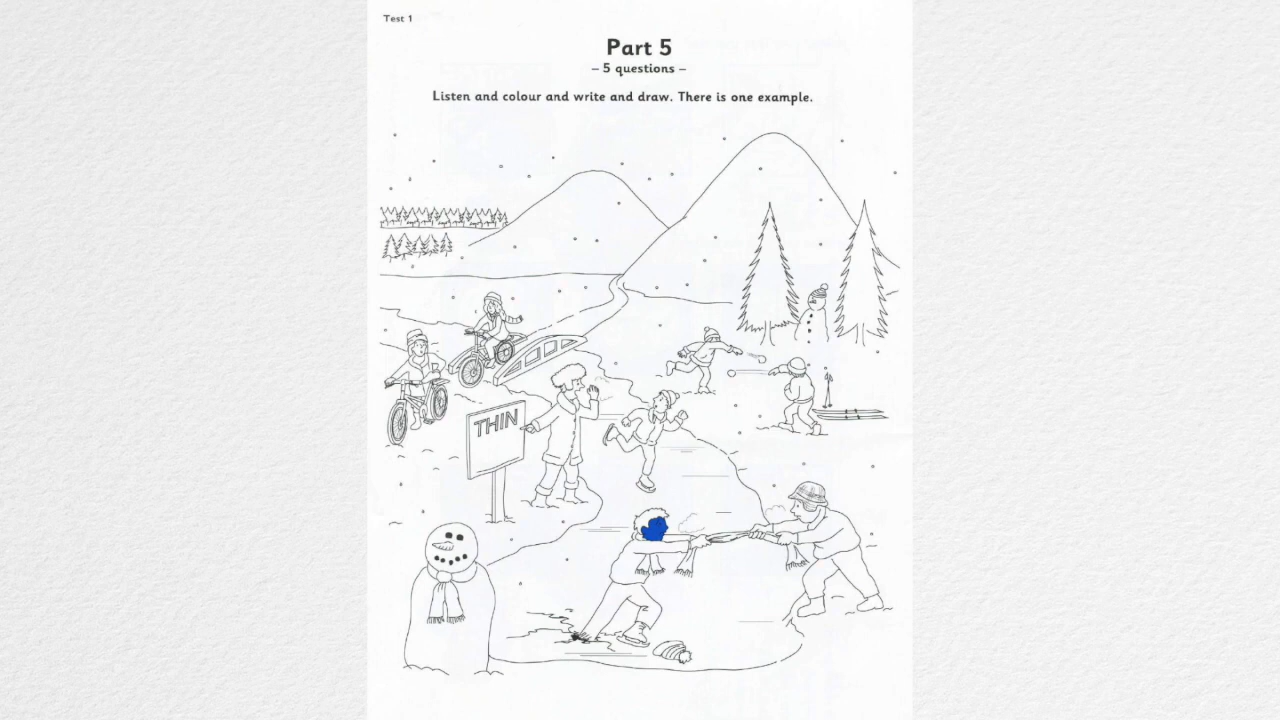 Test 1
Part 5
– 5 questions –
Listen and colour and write and draw. There is one example.
THIN